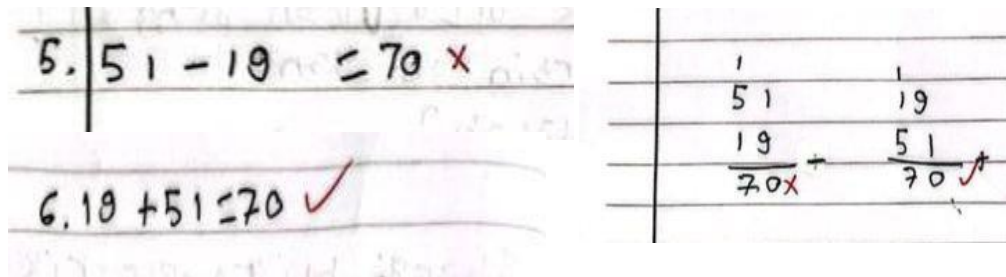 5. 51 - 19 = 70 ×
6. 19 + 51 = 70 ✓
1 1
51 19
19 51
70 × - 70 ✓ +